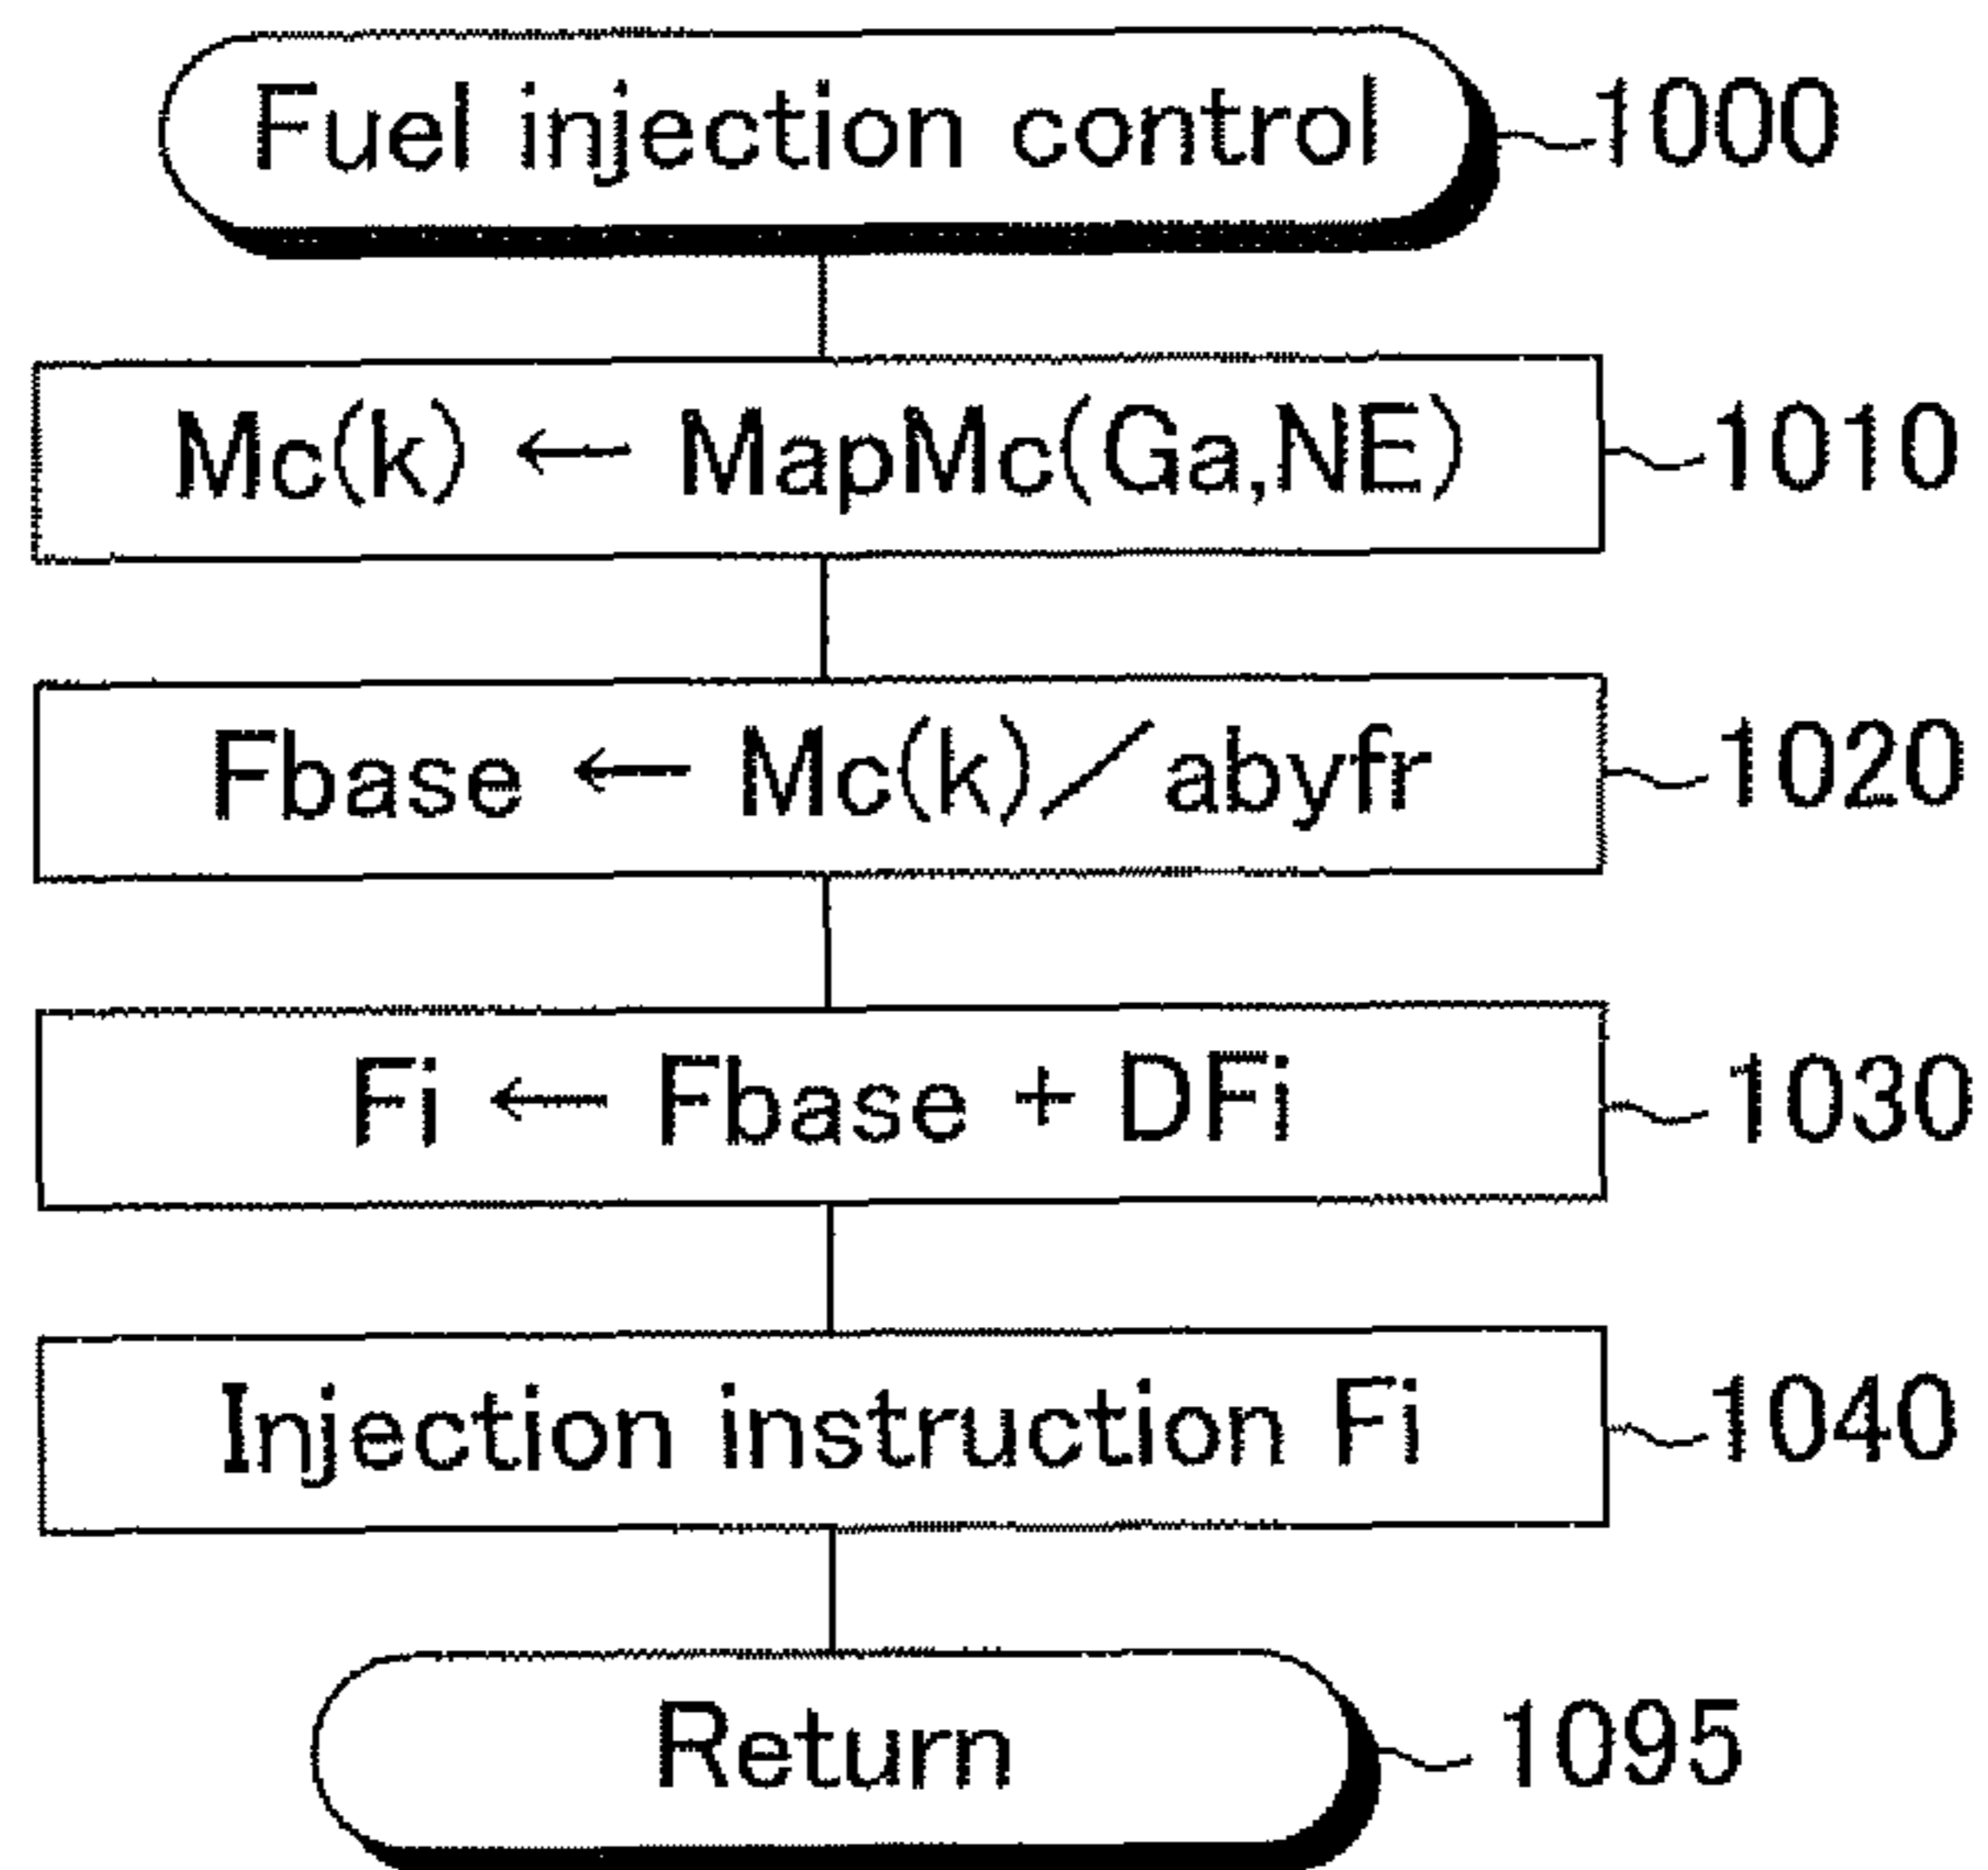 Fuel injection control 1000
Mc(k) ← MapMc(Ga,NE) 1010
Fbase ← Mc(k)／abyfr 1020
Fi ← Fbase + DFi 1030
Injection instruction Fi 1040
Return 1095